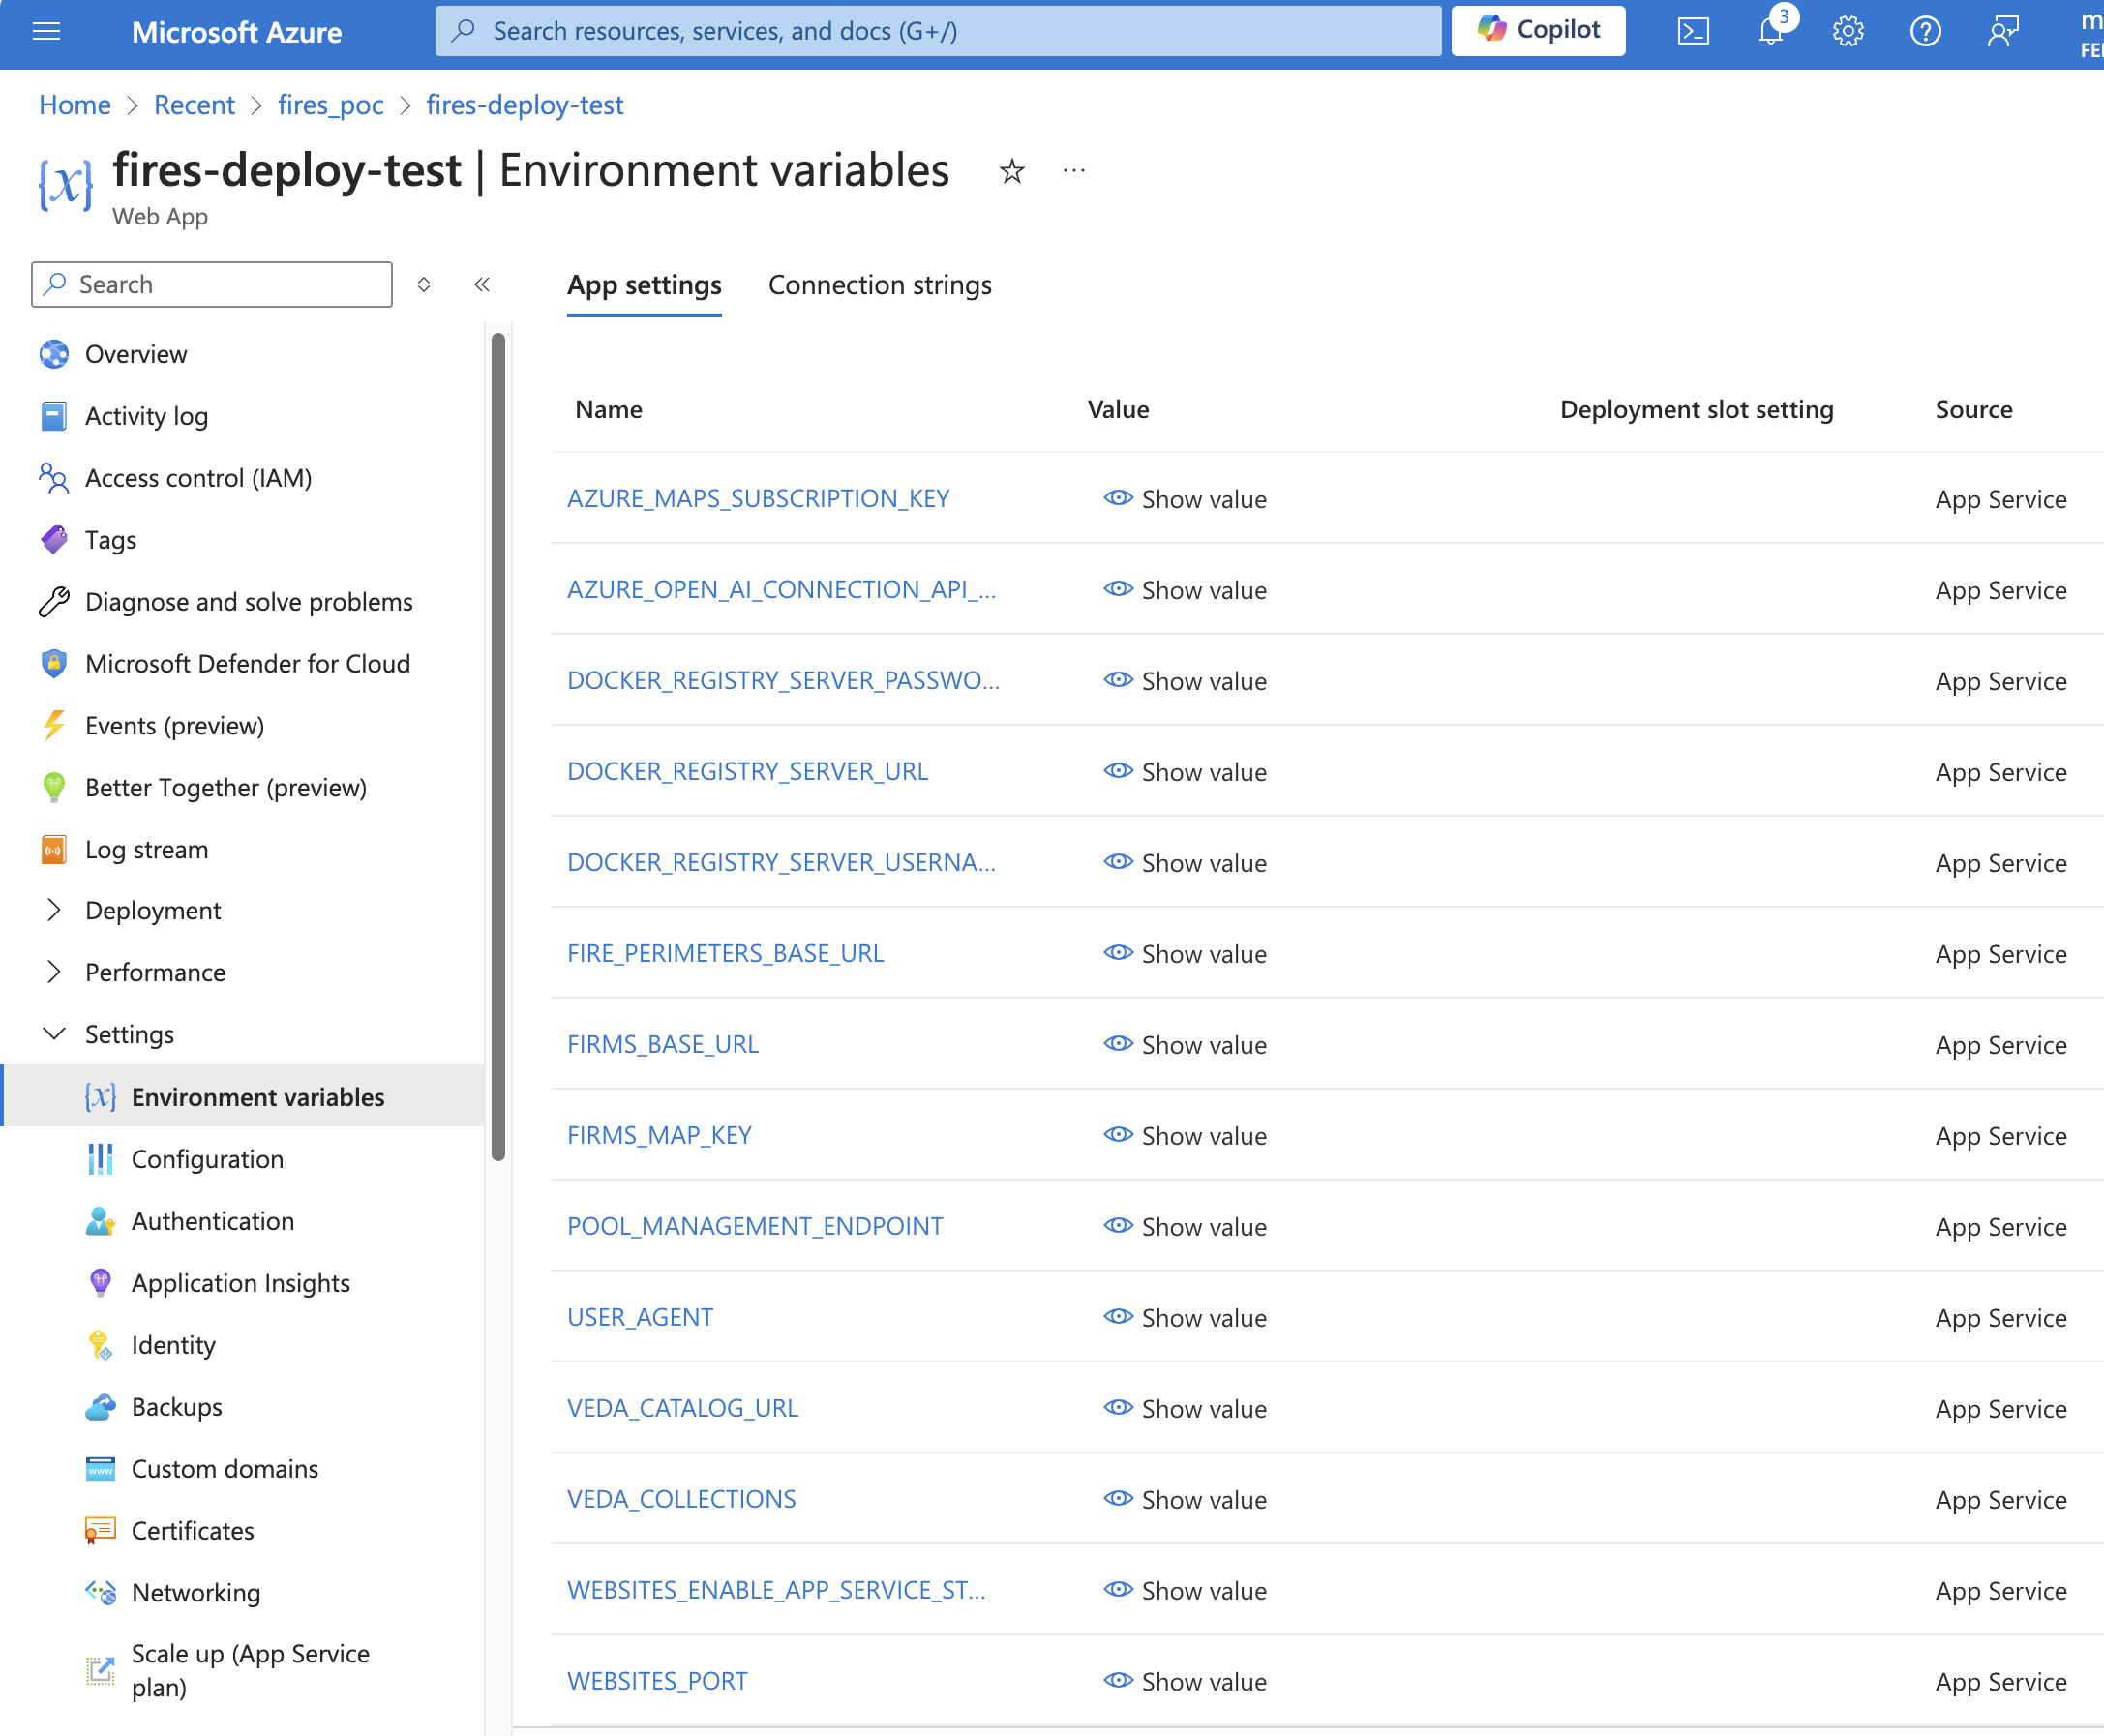 Microsoft Azure
Search resources, services, and docs (G+/)
Copilot
3
Home > Recent > fires_poc > fires-deploy-test
fires-deploy-test | Environment variables
Web App
Search
App settings
Connection strings
Overview
Activity log
Access control (IAM)
Tags
Diagnose and solve problems
Microsoft Defender for Cloud
Events (preview)
Better Together (preview)
Log stream
Deployment
Performance
Settings
Environment variables
Configuration
Authentication
Application Insights
Identity
Backups
Custom domains
Certificates
Networking
Scale up (App Service
plan)
Name Value Deployment slot setting Source
AZURE_MAPS_SUBSCRIPTION_KEY Show value App Service
AZURE_OPEN_AI_CONNECTION_API_... Show value App Service
DOCKER_REGISTRY_SERVER_PASSWO... Show value App Service
DOCKER_REGISTRY_SERVER_URL Show value App Service
DOCKER_REGISTRY_SERVER_USERNA... Show value App Service
FIRE_PERIMETERS_BASE_URL Show value App Service
FIRMS_BASE_URL Show value App Service
FIRMS_MAP_KEY Show value App Service
POOL_MANAGEMENT_ENDPOINT Show value App Service
USER_AGENT Show value App Service
VEDA_CATALOG_URL Show value App Service
VEDA_COLLECTIONS Show value App Service
WEBSITES_ENABLE_APP_SERVICE_ST... Show value App Service
WEBSITES_PORT Show value App Service